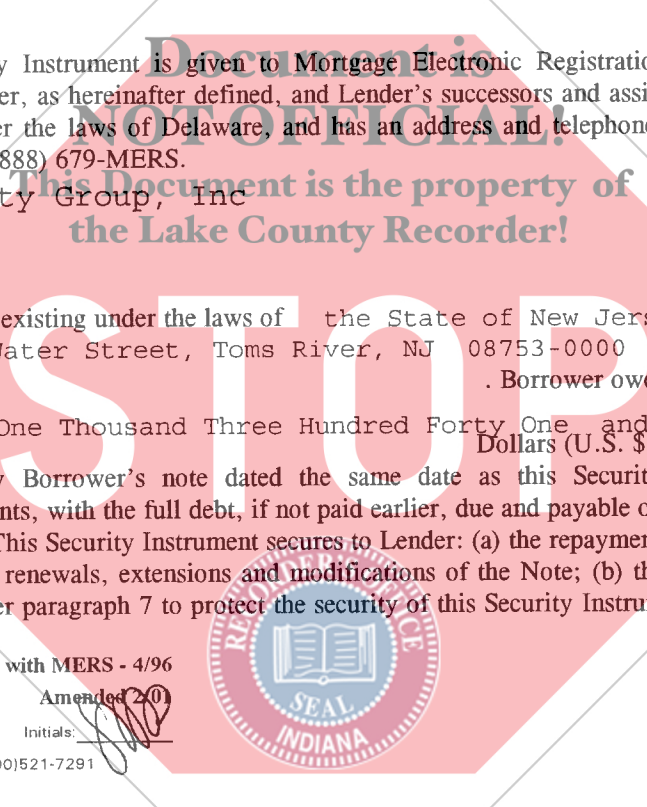 Document is
y Instrument is given to Mortgage Electronic Registratio
er, as hereinafter defined, and Lender's successors and assi
NOT OFFICIAL!
er the laws of Delaware, and has an address and telephone
888) 679-MERS.
This Document is the property of
ty Group, Inc
the Lake County Recorder!
existing under the laws of the State of New Jers
Water Street, Toms River, NJ 08753-0000
. Borrower owe
STOP
One Thousand Three Hundred Forty One and
Dollars (U.S. $
y Borrower's note dated the same date as this Securit
nts, with the full debt, if not paid earlier, due and payable o
This Security Instrument secures to Lender: (a) the repaymen
renewals, extensions and modifications of the Note; (b) th
er paragraph 7 to protect the security of this Security Instru
RECORDER'S OFFICE
SEAL
INDIANA
with MERS - 4/96
Amended 2/01
Initials:
00)521-7291